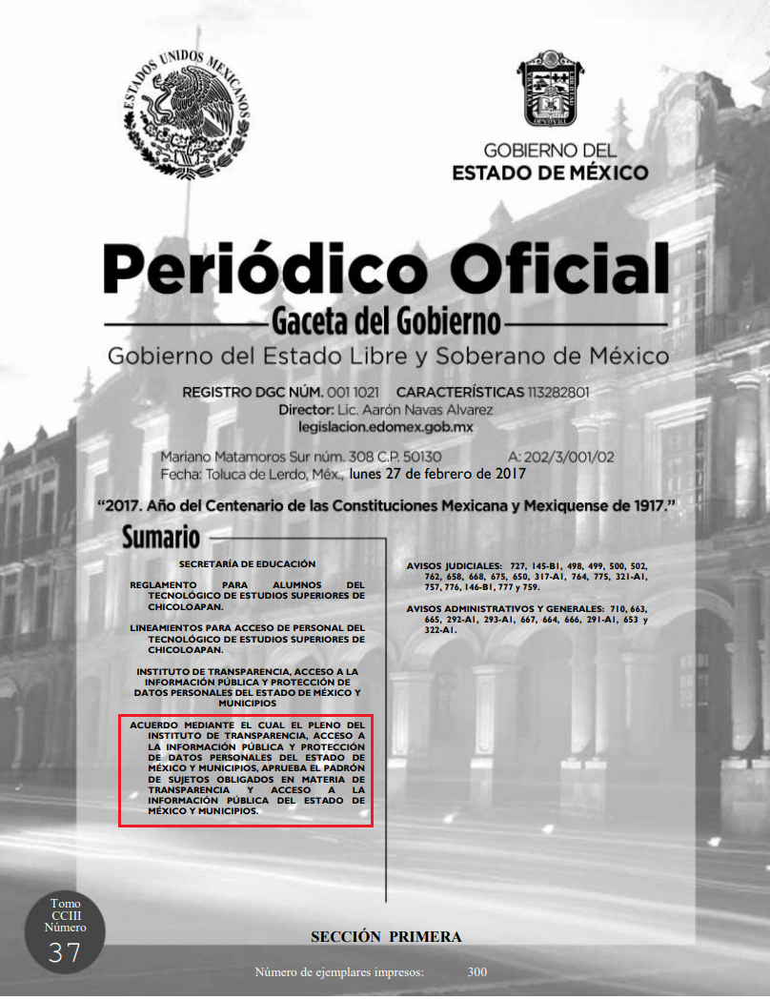 ESTADOS UNIDOS MEXICANOS
GOBIERNO DEL
ESTADO DE MÉXICO
Periódico Oficial
Gaceta del Gobierno
Gobierno del Estado Libre y Soberano de México
REGISTRO DGC NÚM. 001 1021 CARACTERÍSTICAS 113282801
Director: Lic. Aarón Navas Alvarez
legislacion.edomex.gob.mx
Mariano Matamoros Sur núm. 308 C.P. 50130 A: 202/3/001/02
Fecha: Toluca de Lerdo, Méx., lunes 27 de febrero de 2017
“2017. Año del Centenario de las Constituciones Mexicana y Mexiquense de 1917.”
Sumario
SECRETARÍA DE EDUCACIÓN
REGLAMENTO PARA ALUMNOS DEL
TECNOLÓGICO DE ESTUDIOS SUPERIORES DE
CHICOLOAPAN.
LINEAMIENTOS PARA ACCESO DE PERSONAL DEL
TECNOLÓGICO DE ESTUDIOS SUPERIORES DE
CHICOLOAPAN.
INSTITUTO DE TRANSPARENCIA, ACCESO A LA
INFORMACIÓN PÚBLICA Y PROTECCIÓN DE
DATOS PERSONALES DEL ESTADO DE MÉXICO Y
MUNICIPIOS
ACUERDO MEDIANTE EL CUAL EL PLENO DEL
INSTITUTO DE TRANSPARENCIA, ACCESO A
LA INFORMACIÓN PÚBLICA Y PROTECCIÓN
DE DATOS PERSONALES DEL ESTADO DE
MÉXICO Y MUNICIPIOS, APRUEBA EL PADRÓN
DE SUJETOS OBLIGADOS EN MATERIA DE
TRANSPARENCIA Y ACCESO A LA
INFORMACIÓN PÚBLICA DEL ESTADO DE
MÉXICO Y MUNICIPIOS.
AVISOS JUDICIALES: 727, 145-B1, 498, 499, 500, 502,
762, 658, 668, 675, 650, 317-A1, 764, 775, 321-A1,
757, 776, 146-B1, 777 y 759.
AVISOS ADMINISTRATIVOS Y GENERALES: 710, 663,
665, 292-A1, 293-A1, 667, 664, 666, 291-A1, 653 y
322-A1.
Tomo
CCIII
Número
37
SECCIÓN PRIMERA
Número de ejemplares impresos: 300